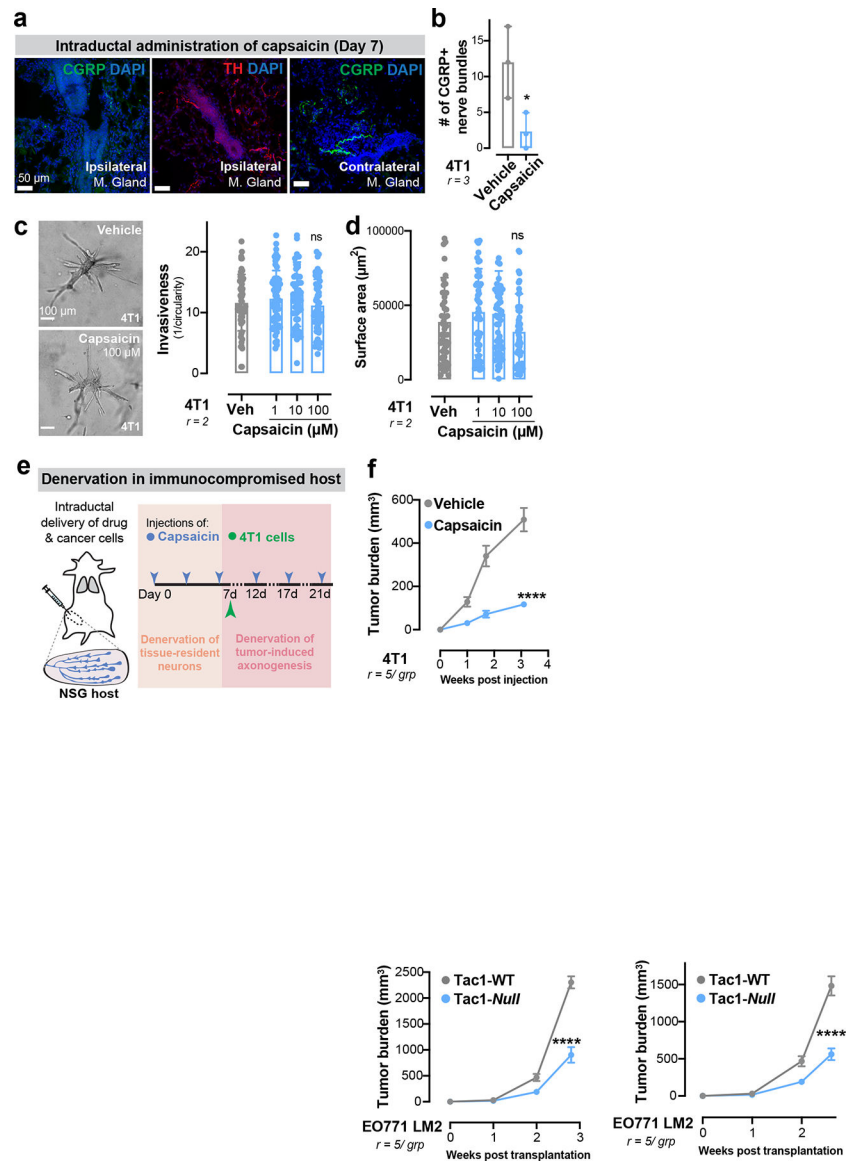 a
Intraductal administration of capsaicin (Day 7)
CGRP DAPI
Ipsilateral
M. Gland
50 µm
TH DAPI
Ipsilateral
M. Gland
CGRP DAPI
Contralateral
M. Gland
b
# of CGRP+
nerve bundles
15
10
5
0
*
4T1
r = 3
Vehicle
Capsaicin
c
Vehicle
100 µm
4T1
Capsaicin
100 µM
4T1
Invasiveness
(1/circularity)
20
10
0
ns
4T1
r = 2
Veh
1 10 100
Capsaicin (µM)
d
Surface area (µm²)
100000
50000
0
ns
4T1
r = 2
Veh
1 10 100
Capsaicin (µM)
e
Denervation in immunocompromised host
Intraductal
delivery of drug
& cancer cells
NSG host
Injections of:
Capsaicin
4T1 cells
Day 0 7d 12d 17d 21d
Denervation of
tissue-resident
neurons
Denervation of
tumor-induced
axonogenesis
f
Tumor burden (mm³)
600
400
200
0
Vehicle
Capsaicin
****
0 1 2 3 4
4T1
r = 5/ grp
Weeks post injection
Tumor burden (mm³)
2500
2000
1500
1000
500
0
Tac1-WT
Tac1-Null
****
0 1 2 3
EO771 LM2
r = 5/ grp
Weeks post transplantation
Tumor burden (mm³)
1500
1000
500
0
Tac1-WT
Tac1-Null
****
0 1 2
EO771 LM2
r = 5/ grp
Weeks post transplantation